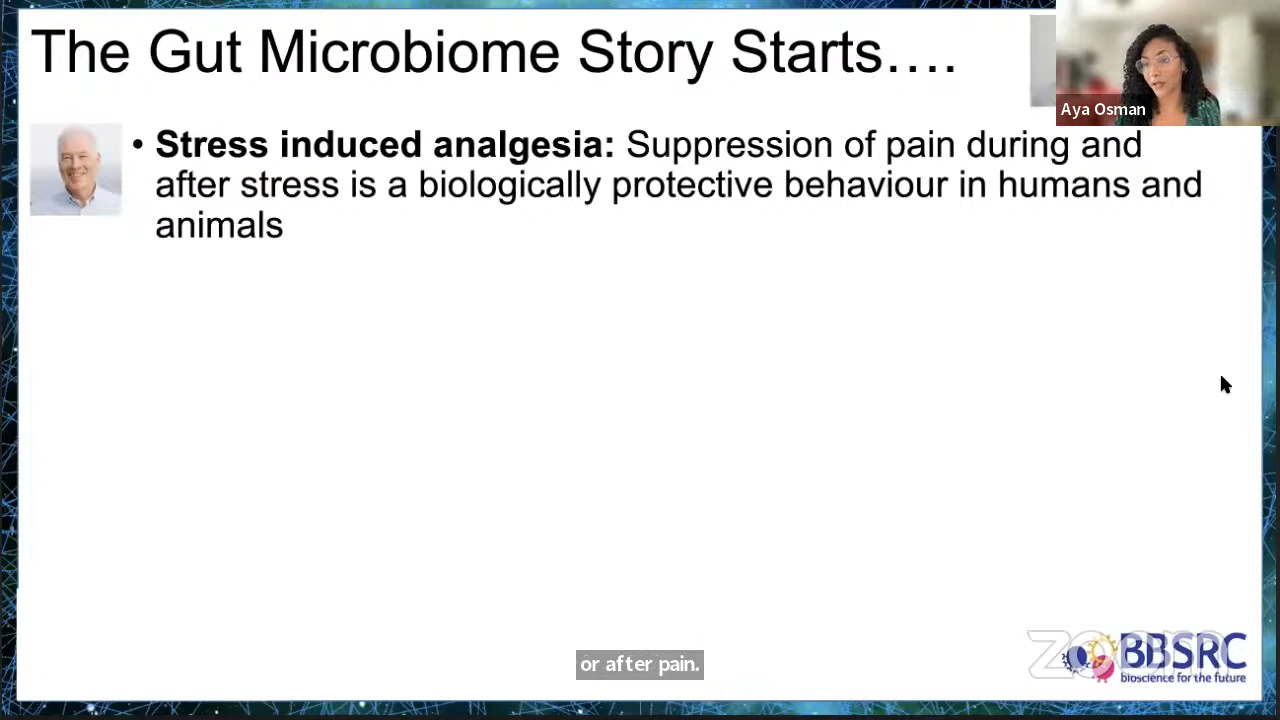 The Gut Microbiome Story Starts….
Aya Osman
• Stress induced analgesia: Suppression of pain during and
after stress is a biologically protective behaviour in humans and
animals
or after pain.
zoom
BBSRC
bioscience for the future